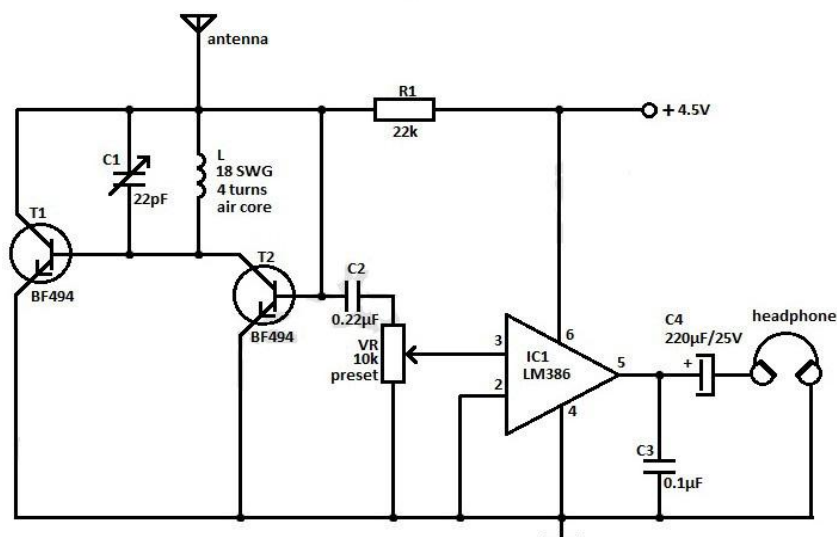 antenna
R1
22k
+ 4.5V
C1
22pF
L
18 SWG
4 turns
air core
T1
BF494
T2
BF494
C2
0.22µF
VR
10k
preset
3
2
6
IC1
LM386
5
4
C4
220µF/25V
+
headphone
C3
0.1µF